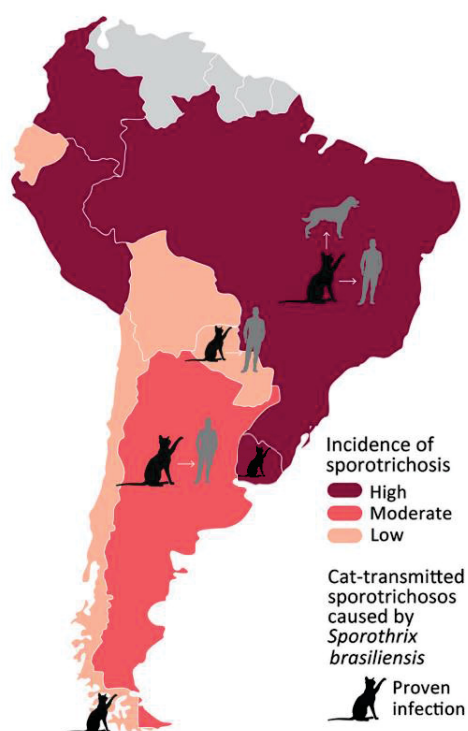 Incidence of
sporotrichosis
High
Moderate
Low
Cat-transmitted
sporotrichosos
caused by
Sporothrix
brasiliensis
Proven
infection